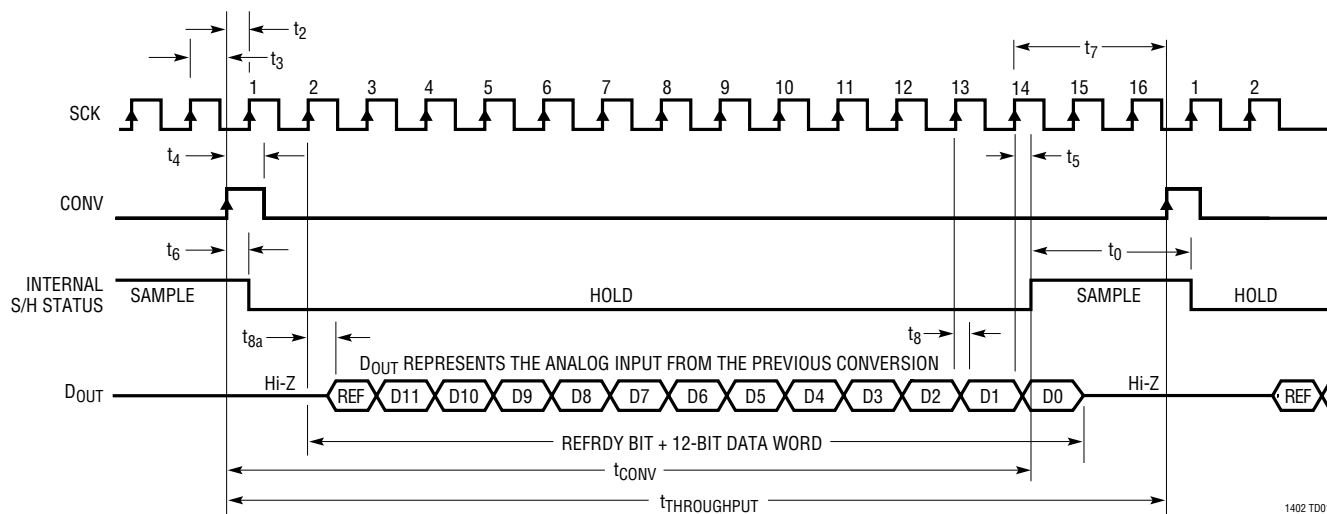 t2
t3
t7
1 2 3 4 5 6 7 8 9 10 11 12 13 14 15 16 1 2
SCK
t4
t5
CONV
t6
t0
INTERNAL
S/H STATUS
SAMPLE
HOLD
SAMPLE
HOLD
t8a
t8
DOUT REPRESENTS THE ANALOG INPUT FROM THE PREVIOUS CONVERSION
DOUT
Hi-Z
REF D11 D10 D9 D8 D7 D6 D5 D4 D3 D2 D1 D0
Hi-Z
REF
REFRDY BIT + 12-BIT DATA WORD
tCONV
tTHROUGHPUT